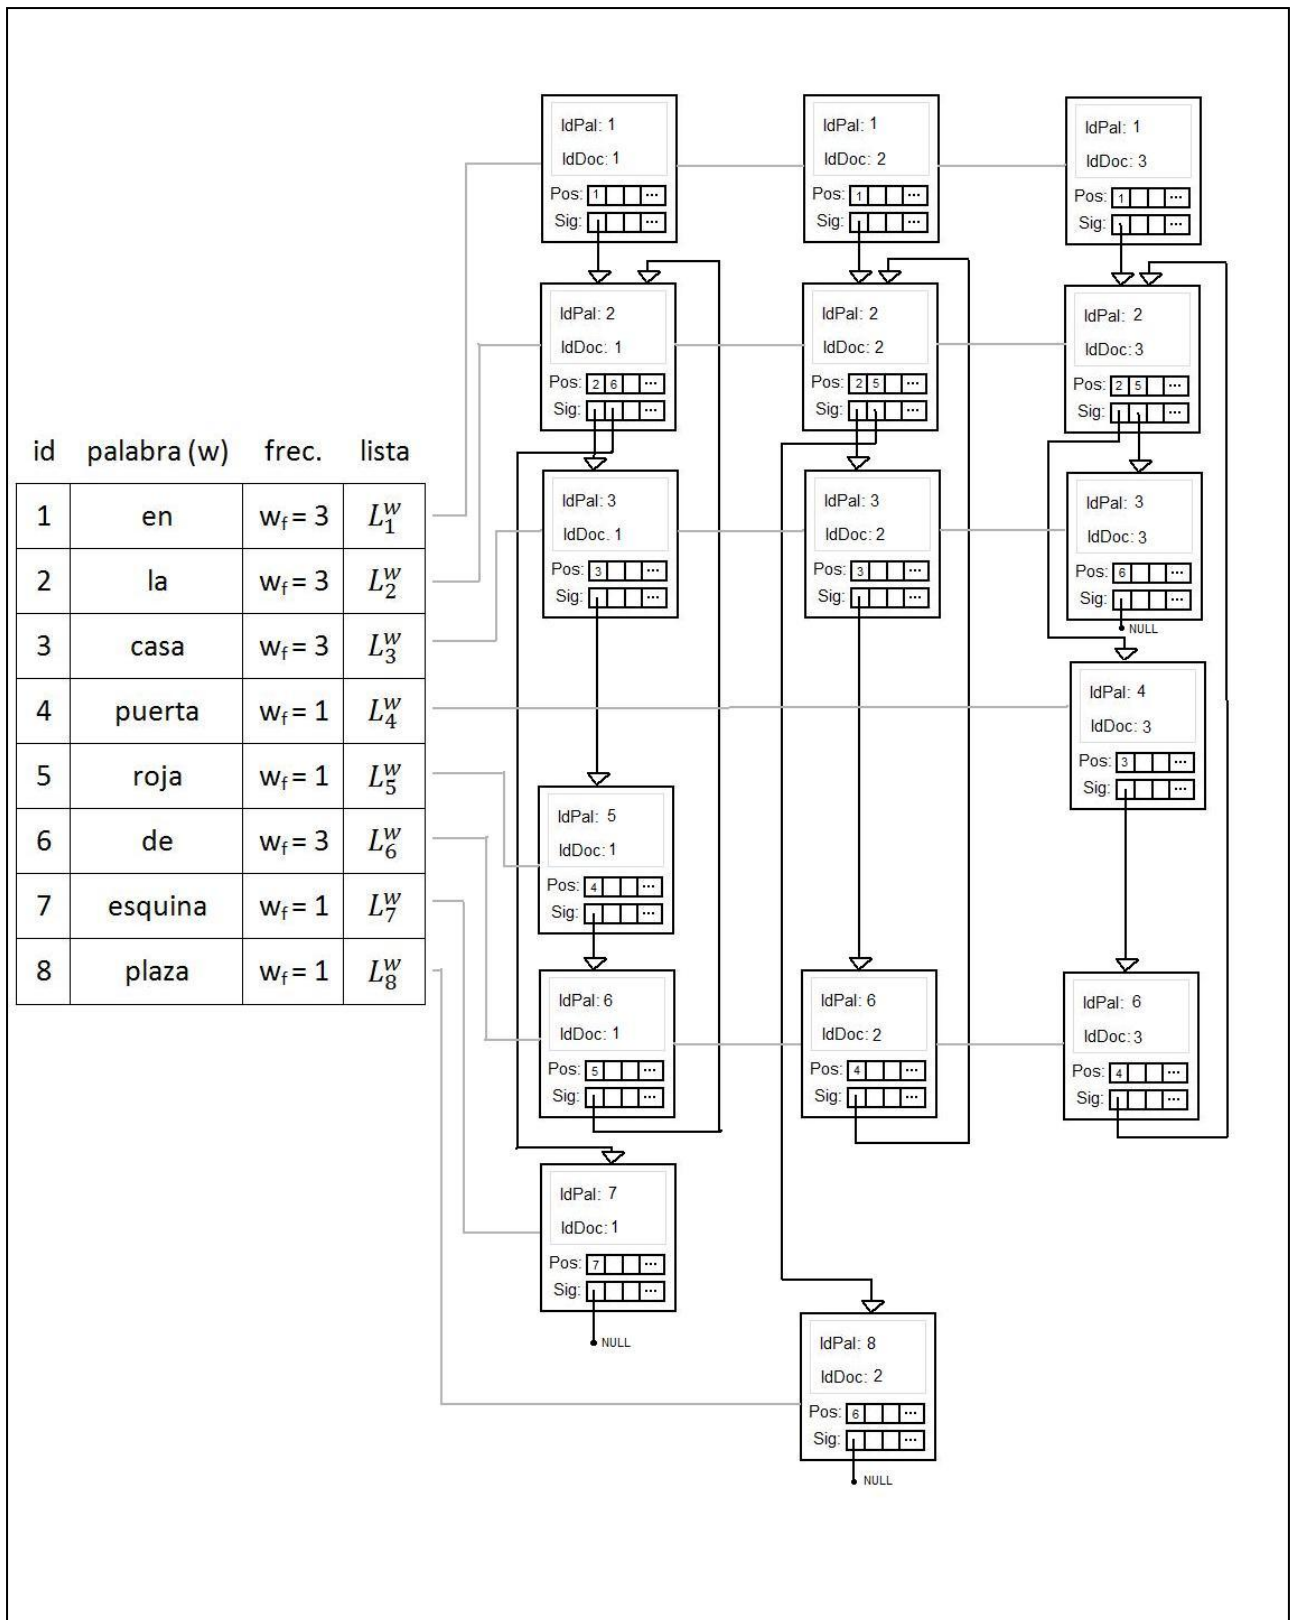 IdPal: 1
IdDoc: 1
Pos: 1 ...
Sig: ...
IdPal: 1
IdDoc: 2
Pos: 1 ...
Sig: ...
IdPal: 1
IdDoc: 3
Pos: 1 ...
Sig: ...
IdPal: 2
IdDoc: 1
Pos: 2 6 ...
Sig: ...
IdPal: 2
IdDoc: 2
Pos: 2 5 ...
Sig: ...
IdPal: 2
IdDoc: 3
Pos: 2 5 ...
Sig: ...
id palabra (w) frec. lista
1 en w_f = 3 L_1^w
2 la w_f = 3 L_2^w
3 casa w_f = 3 L_3^w
4 puerta w_f = 1 L_4^w
5 roja w_f = 1 L_5^w
6 de w_f = 3 L_6^w
7 esquina w_f = 1 L_7^w
8 plaza w_f = 1 L_8^w
IdPal: 3
IdDoc. 1
Pos: 3 ...
Sig: ...
IdPal: 3
IdDoc: 2
Pos: 3 ...
Sig: ...
IdPal: 3
IdDoc: 3
Pos: 6 ...
Sig: ...
NULL
IdPal: 4
IdDoc: 3
Pos: 3 ...
Sig: ...
IdPal: 5
IdDoc: 1
Pos: 4 ...
Sig: ...
IdPal: 6
IdDoc: 1
Pos: 5 ...
Sig: ...
IdPal: 6
IdDoc: 2
Pos: 4 ...
Sig: ...
IdPal: 6
IdDoc: 3
Pos: 4 ...
Sig: ...
IdPal: 7
IdDoc: 1
Pos: 7 ...
Sig: ...
NULL
IdPal: 8
IdDoc: 2
Pos: 6 ...
Sig: ...
NULL